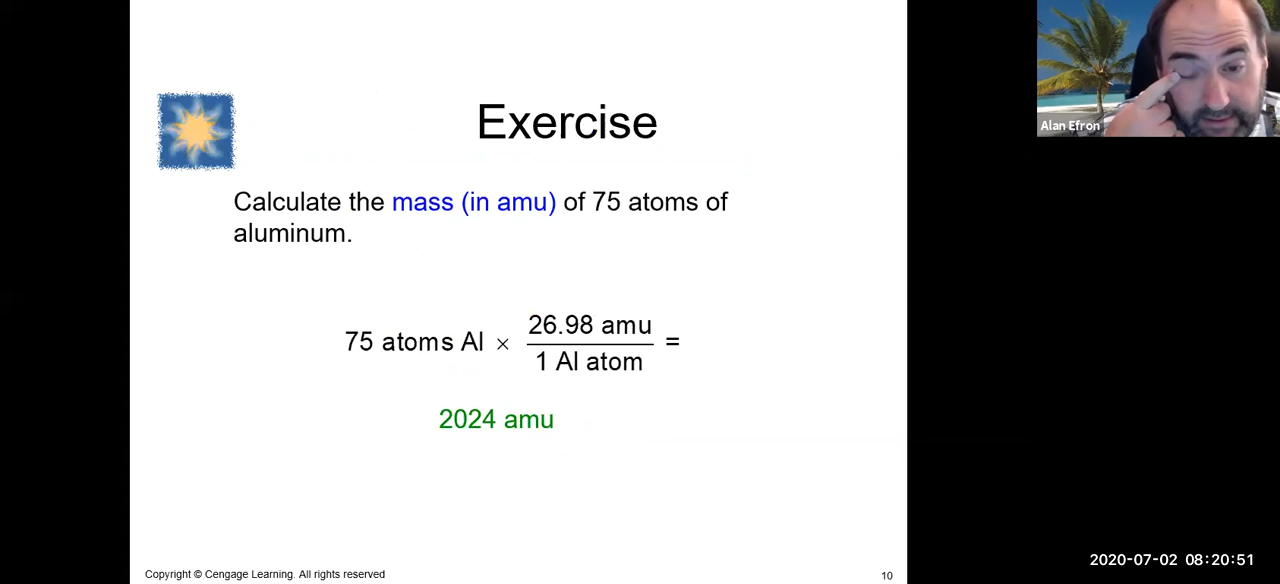 Alan Efron
Exercise
Calculate the mass (in amu) of 75 atoms of
aluminum.
75 atoms Al × 26.98 amu / 1 Al atom =
2024 amu
Copyright © Cengage Learning. All rights reserved
10
2020-07-02 08:20:51